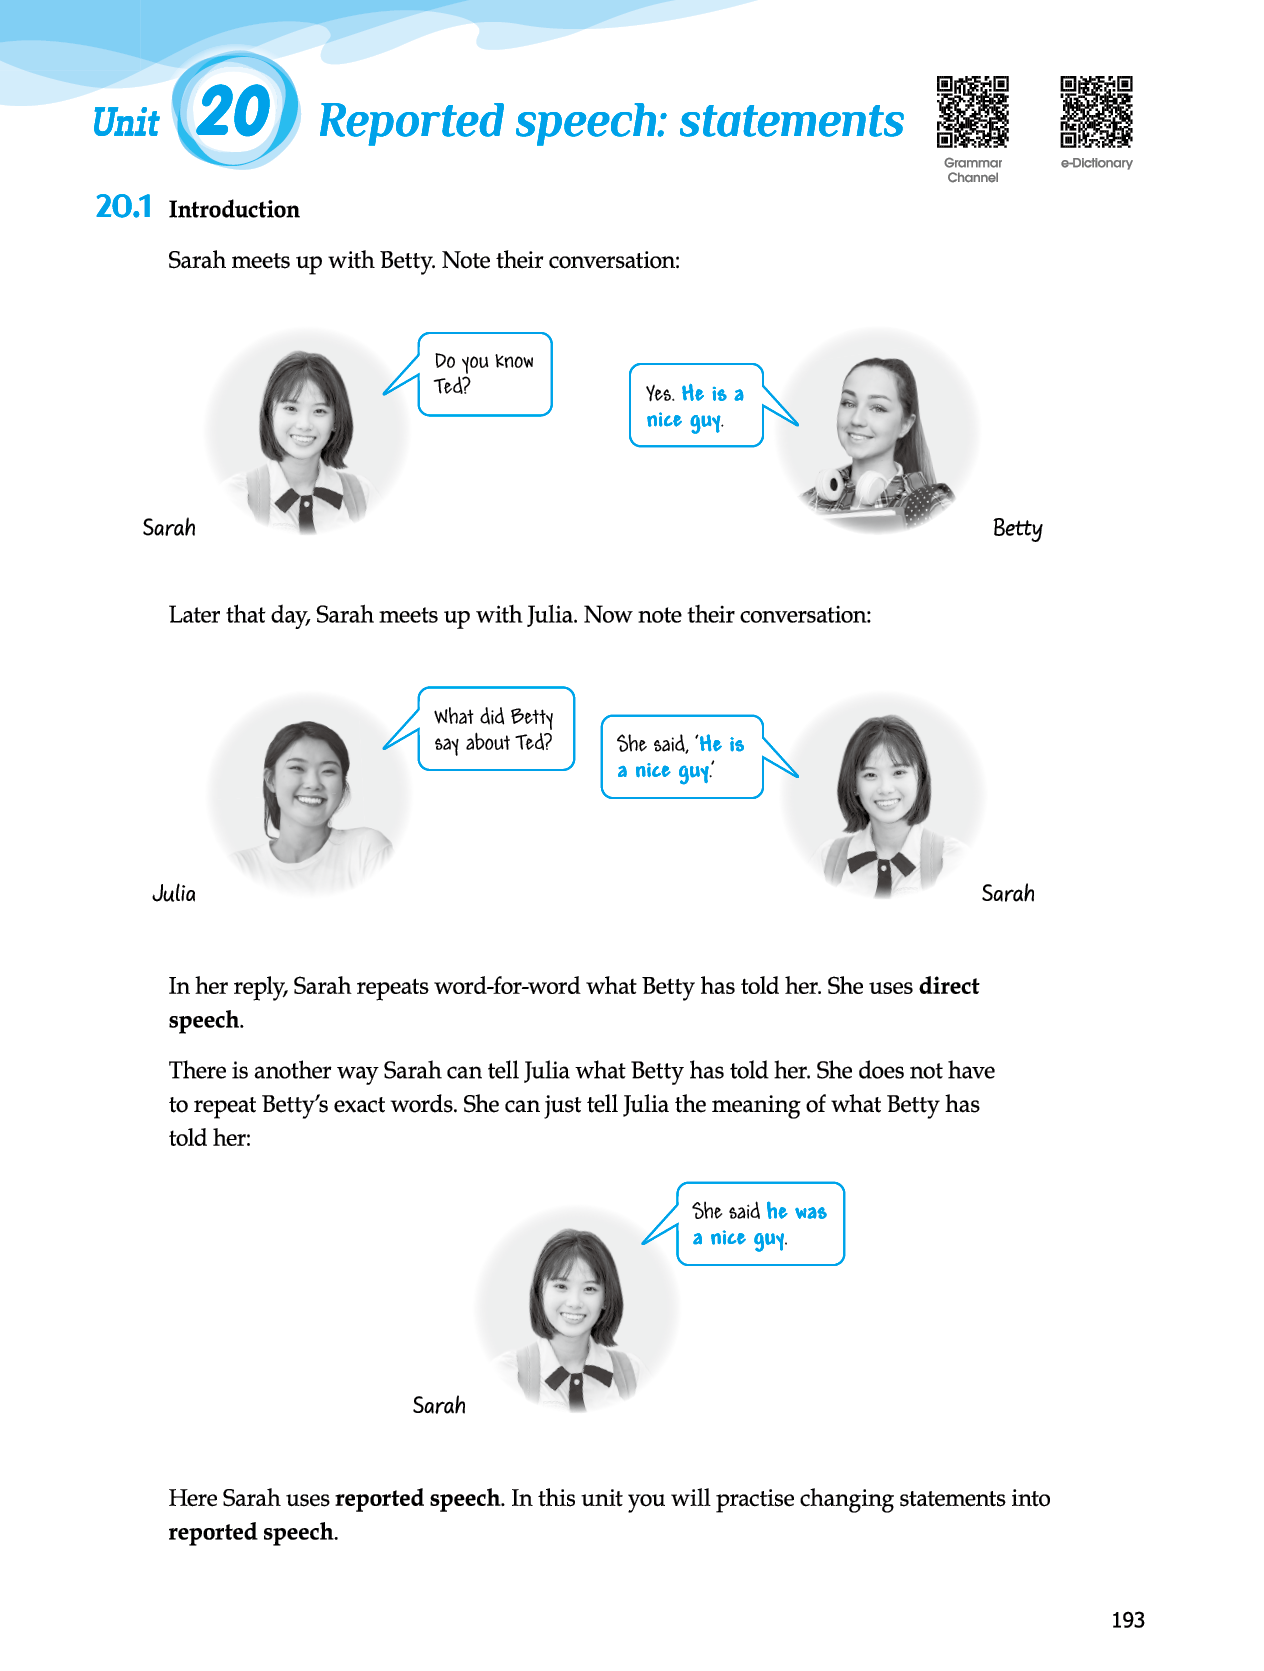 Unit 20 Reported speech: statements
Grammar
Channel
e-Dictionary
20.1 Introduction
Sarah meets up with Betty. Note their conversation:
Do you know
Ted?
Yes. He is a
nice guy.
Sarah
Betty
Later that day, Sarah meets up with Julia. Now note their conversation:
What did Betty
say about Ted?
She said, ‘He is
a nice guy.’
Julia
Sarah
In her reply, Sarah repeats word-for-word what Betty has told her. She uses direct
speech.
There is another way Sarah can tell Julia what Betty has told her. She does not have
to repeat Betty’s exact words. She can just tell Julia the meaning of what Betty has
told her:
She said he was
a nice guy.
Sarah
Here Sarah uses reported speech. In this unit you will practise changing statements into
reported speech.
193